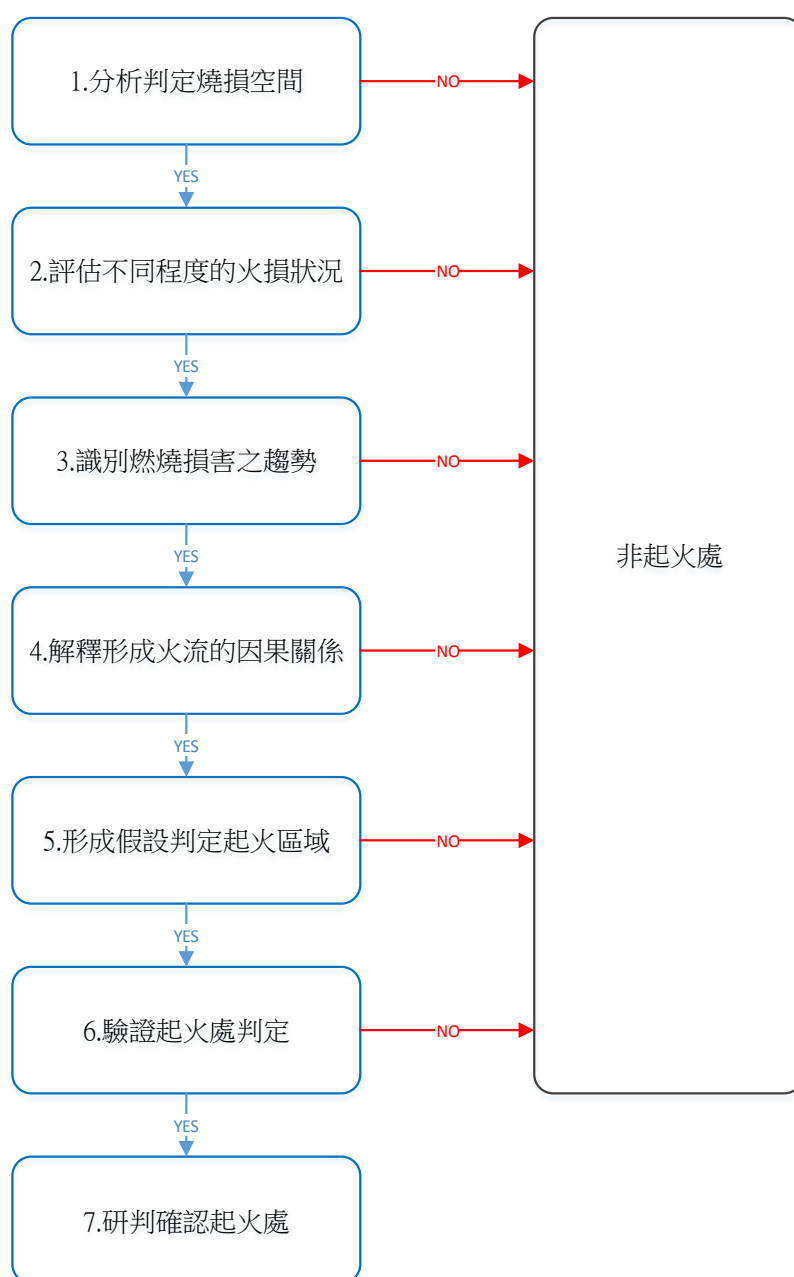 1.分析判定燒損空間
NO
YES
2.評估不同程度的火損狀況
NO
YES
3.識別燃燒損害之趨勢
NO
YES
非起火處
4.解釋形成火流的因果關係
NO
YES
5.形成假設判定起火區域
NO
YES
6.驗證起火處判定
NO
YES
7.研判確認起火處